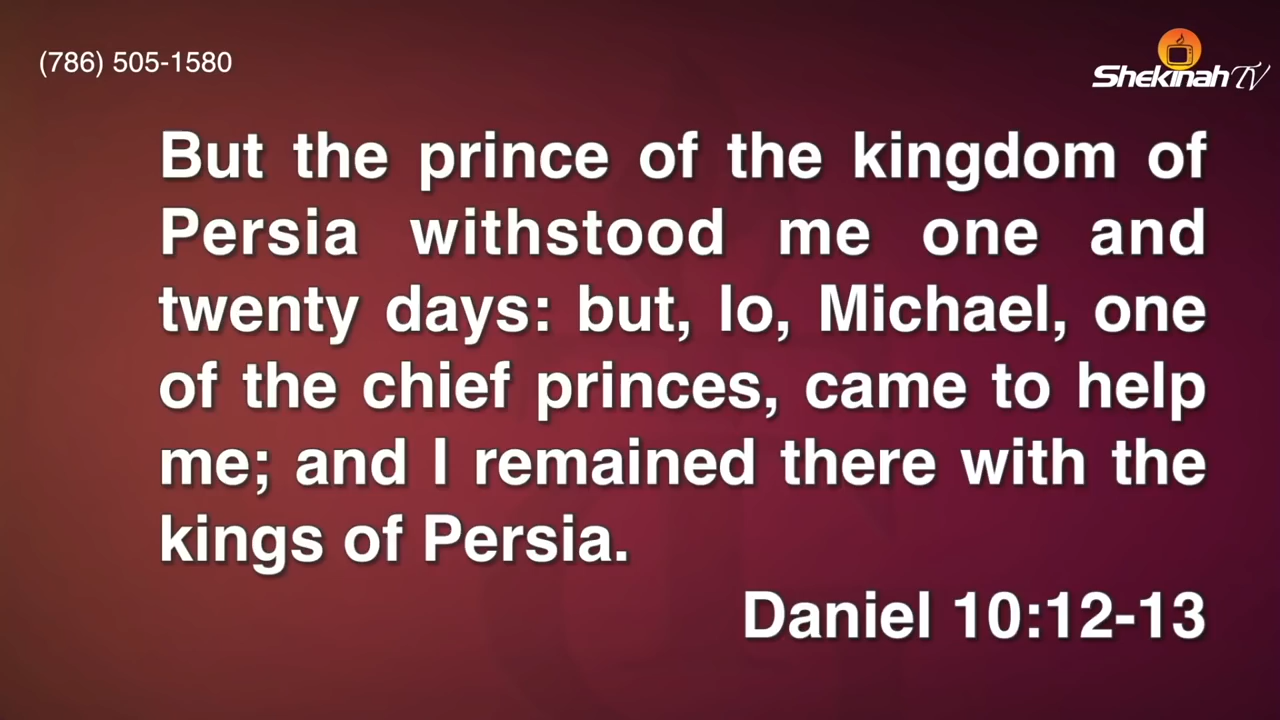 (786) 505-1580
Shekinah TV
But the prince of the kingdom of
Persia withstood me one and
twenty days: but, lo, Michael, one
of the chief princes, came to help
me; and I remained there with the
kings of Persia.
Daniel 10:12-13